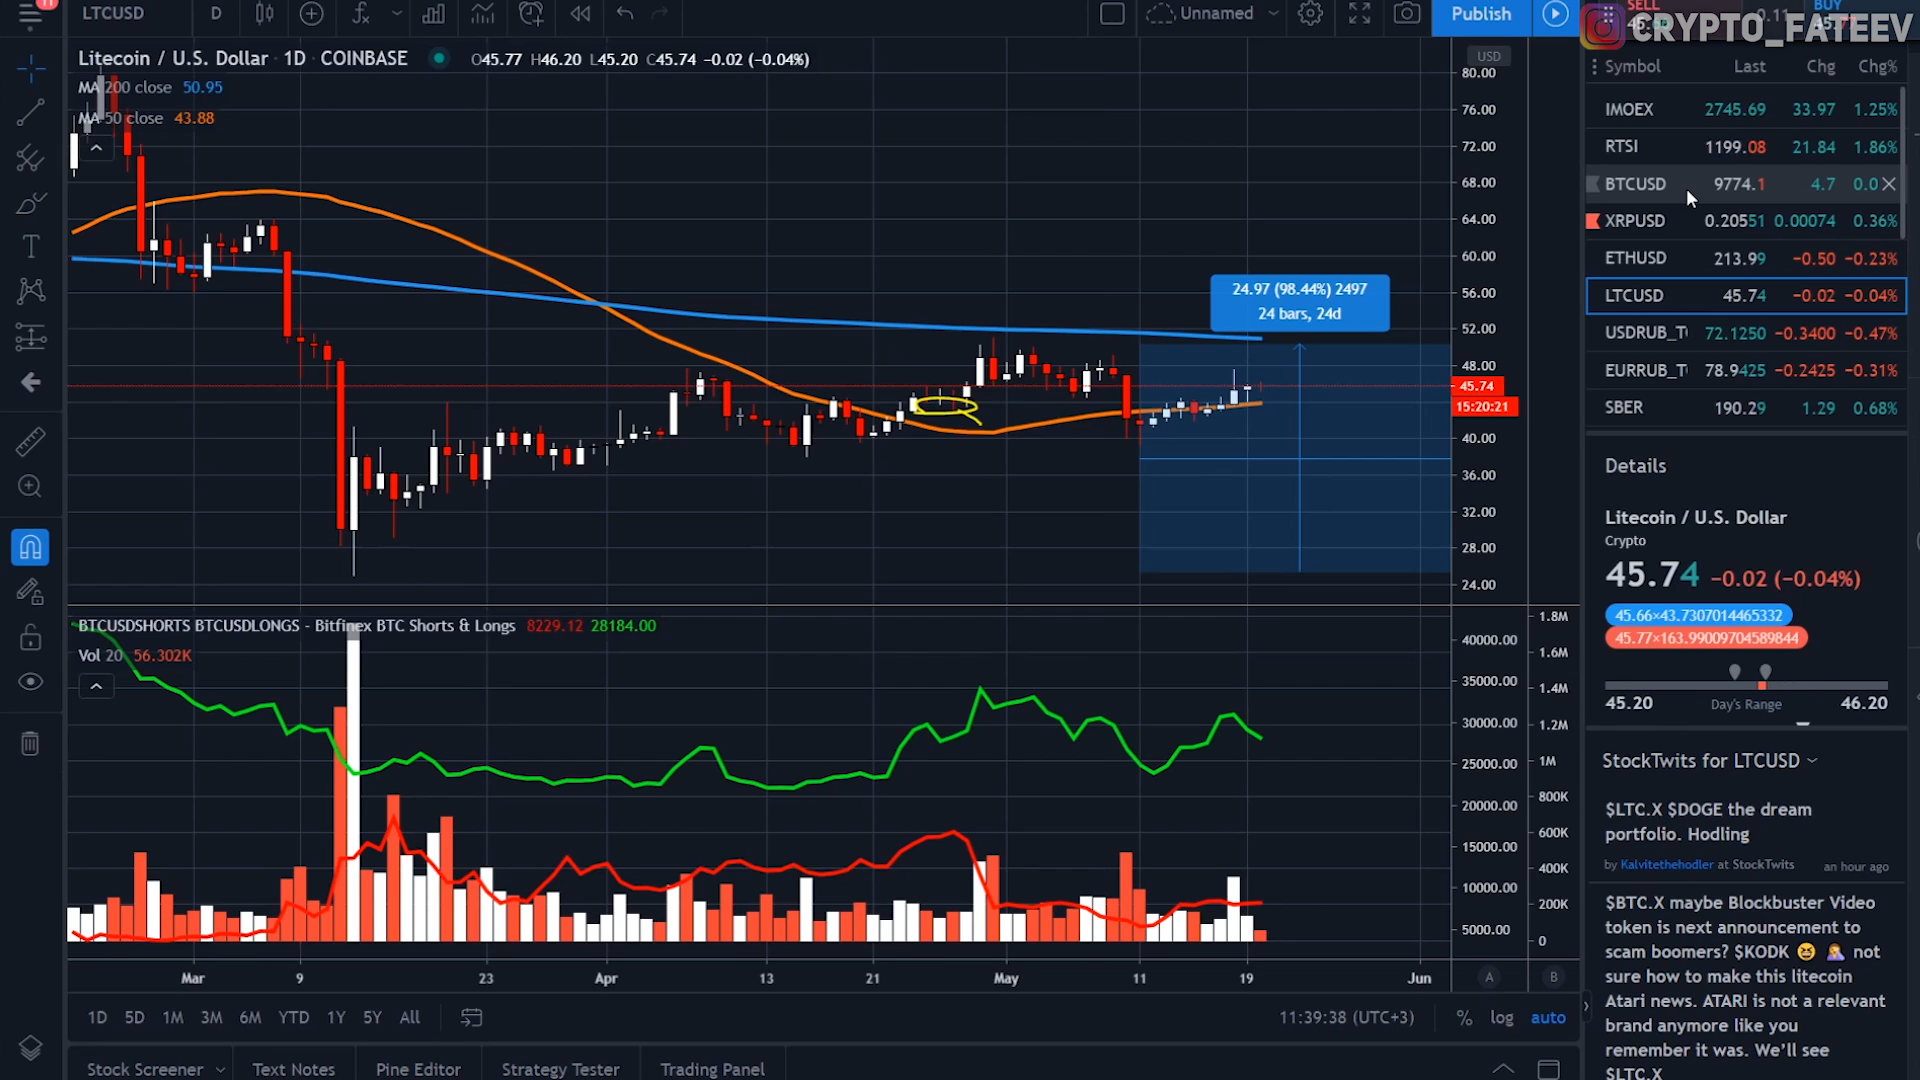 11
LTCUSD
D
Unnamed
Publish
SELL
0.11
BUY
CRYPTO_FATEEV
Litecoin / U.S. Dollar · 1D · COINBASE
O45.77 H46.20 L45.20 C45.74 −0.02 (−0.04%)
MA 200 close 50.95
MA 50 close 43.88
USD
80.00
76.00
72.00
68.00
64.00
60.00
56.00
52.00
48.00
45.74
15:20:21
40.00
36.00
32.00
28.00
24.00
24.97 (98.44%) 2497
24 bars, 24d
BTCUSDSHORTS BTCUSDLONGS - Bitfinex BTC Shorts & Longs 8229.12 28184.00
Vol 20 56.302K
40000.00
35000.00
30000.00
25000.00
20000.00
15000.00
10000.00
5000.00
1.8M
1.6M
1.4M
1.2M
1M
800K
600K
400K
200K
0
Mar 9 23 Apr 13 21 May 11 19 Jun A B
1D 5D 1M 3M 6M YTD 1Y 5Y All
11:39:38 (UTC+3) % log auto
Stock Screener Text Notes Pine Editor Strategy Tester Trading Panel
Symbol Last Chg Chg%
IMOEX 2745.69 33.97 1.25%
RTSI 1199.08 21.84 1.86%
BTCUSD 9774.1 4.7 0.0
XRPUSD 0.20551 0.00074 0.36%
ETHUSD 213.99 −0.50 −0.23%
LTCUSD 45.74 −0.02 −0.04%
USDRUB_T 72.1250 −0.3400 −0.47%
EURRUB_T 78.9425 −0.2425 −0.31%
SBER 190.29 1.29 0.68%
Details
Litecoin / U.S. Dollar
Crypto
45.74 −0.02 (−0.04%)
45.66×43.7307014465332
45.77×163.99009704589844
45.20 Day's Range 46.20
StockTwits for LTCUSD
$LTC.X $DOGE the dream
portfolio. Hodling
by Kalvitethehodler at StockTwits an hour ago
$BTC.X maybe Blockbuster Video
token is next announcement to
scam boomers? $KODK 😆 🤦 not
sure how to make this litecoin
Atari news. ATARI is not a relevant
brand anymore like you
remember it was. We'll see
$LTC.X